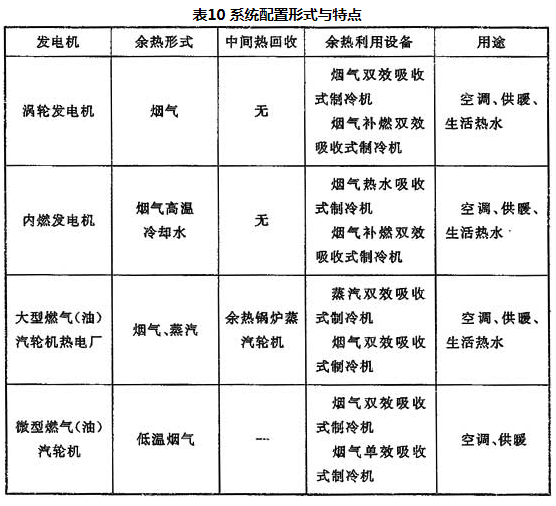 表10 系统配置形式与特点
发电机 余热形式 中间热回收 余热利用设备 用途
涡轮发电机 烟气 无 烟气双效吸收
式制冷机
烟气补燃双效
吸收式制冷机 空调、供暖、
生活热水
内燃发电机 烟气高温
冷却水 无 烟气热水吸收
式制冷机
烟气补燃双效
吸收式制冷机 空调、供暖、
生活热水
大型燃气(油)
汽轮机热电厂 烟气、蒸汽 余热锅炉蒸
汽轮机 蒸汽双效吸收
式制冷机
烟气双效吸收
式制冷机 空调、供暖、
生活热水
微型燃气(油)
汽轮机 低温烟气 — 烟气双效吸收
式制冷机
烟气单效吸收
式制冷机 空调、供暖